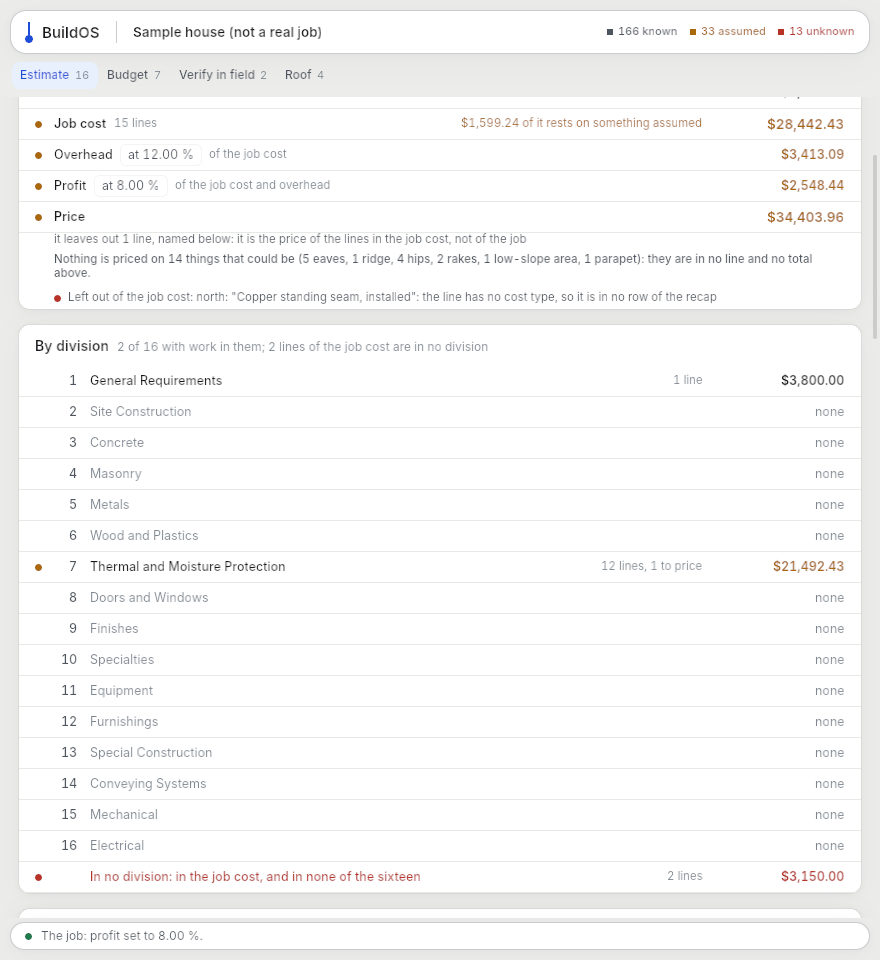 BuildOS Sample house (not a real job) 166 known 33 assumed 13 unknown
Estimate 16 Budget 7 Verify in field 2 Roof 4
Job cost 15 lines $1,599.24 of it rests on something assumed $28,442.43
Overhead at 12.00 % of the job cost $3,413.09
Profit at 8.00 % of the job cost and overhead $2,548.44
Price $34,403.96
it leaves out 1 line, named below: it is the price of the lines in the job cost, not of the job
Nothing is priced on 14 things that could be (5 eaves, 1 ridge, 4 hips, 2 rakes, 1 low-slope area, 1 parapet): they are in no line and no total
above.
Left out of the job cost: north: "Copper standing seam, installed": the line has no cost type, so it is in no row of the recap
By division 2 of 16 with work in them; 2 lines of the job cost are in no division
1 General Requirements 1 line $3,800.00
2 Site Construction none
3 Concrete none
4 Masonry none
5 Metals none
6 Wood and Plastics none
7 Thermal and Moisture Protection 12 lines, 1 to price $21,492.43
8 Doors and Windows none
9 Finishes none
10 Specialties none
11 Equipment none
12 Furnishings none
13 Special Construction none
14 Conveying Systems none
15 Mechanical none
16 Electrical none
In no division: in the job cost, and in none of the sixteen 2 lines $3,150.00
The job: profit set to 8.00 %.